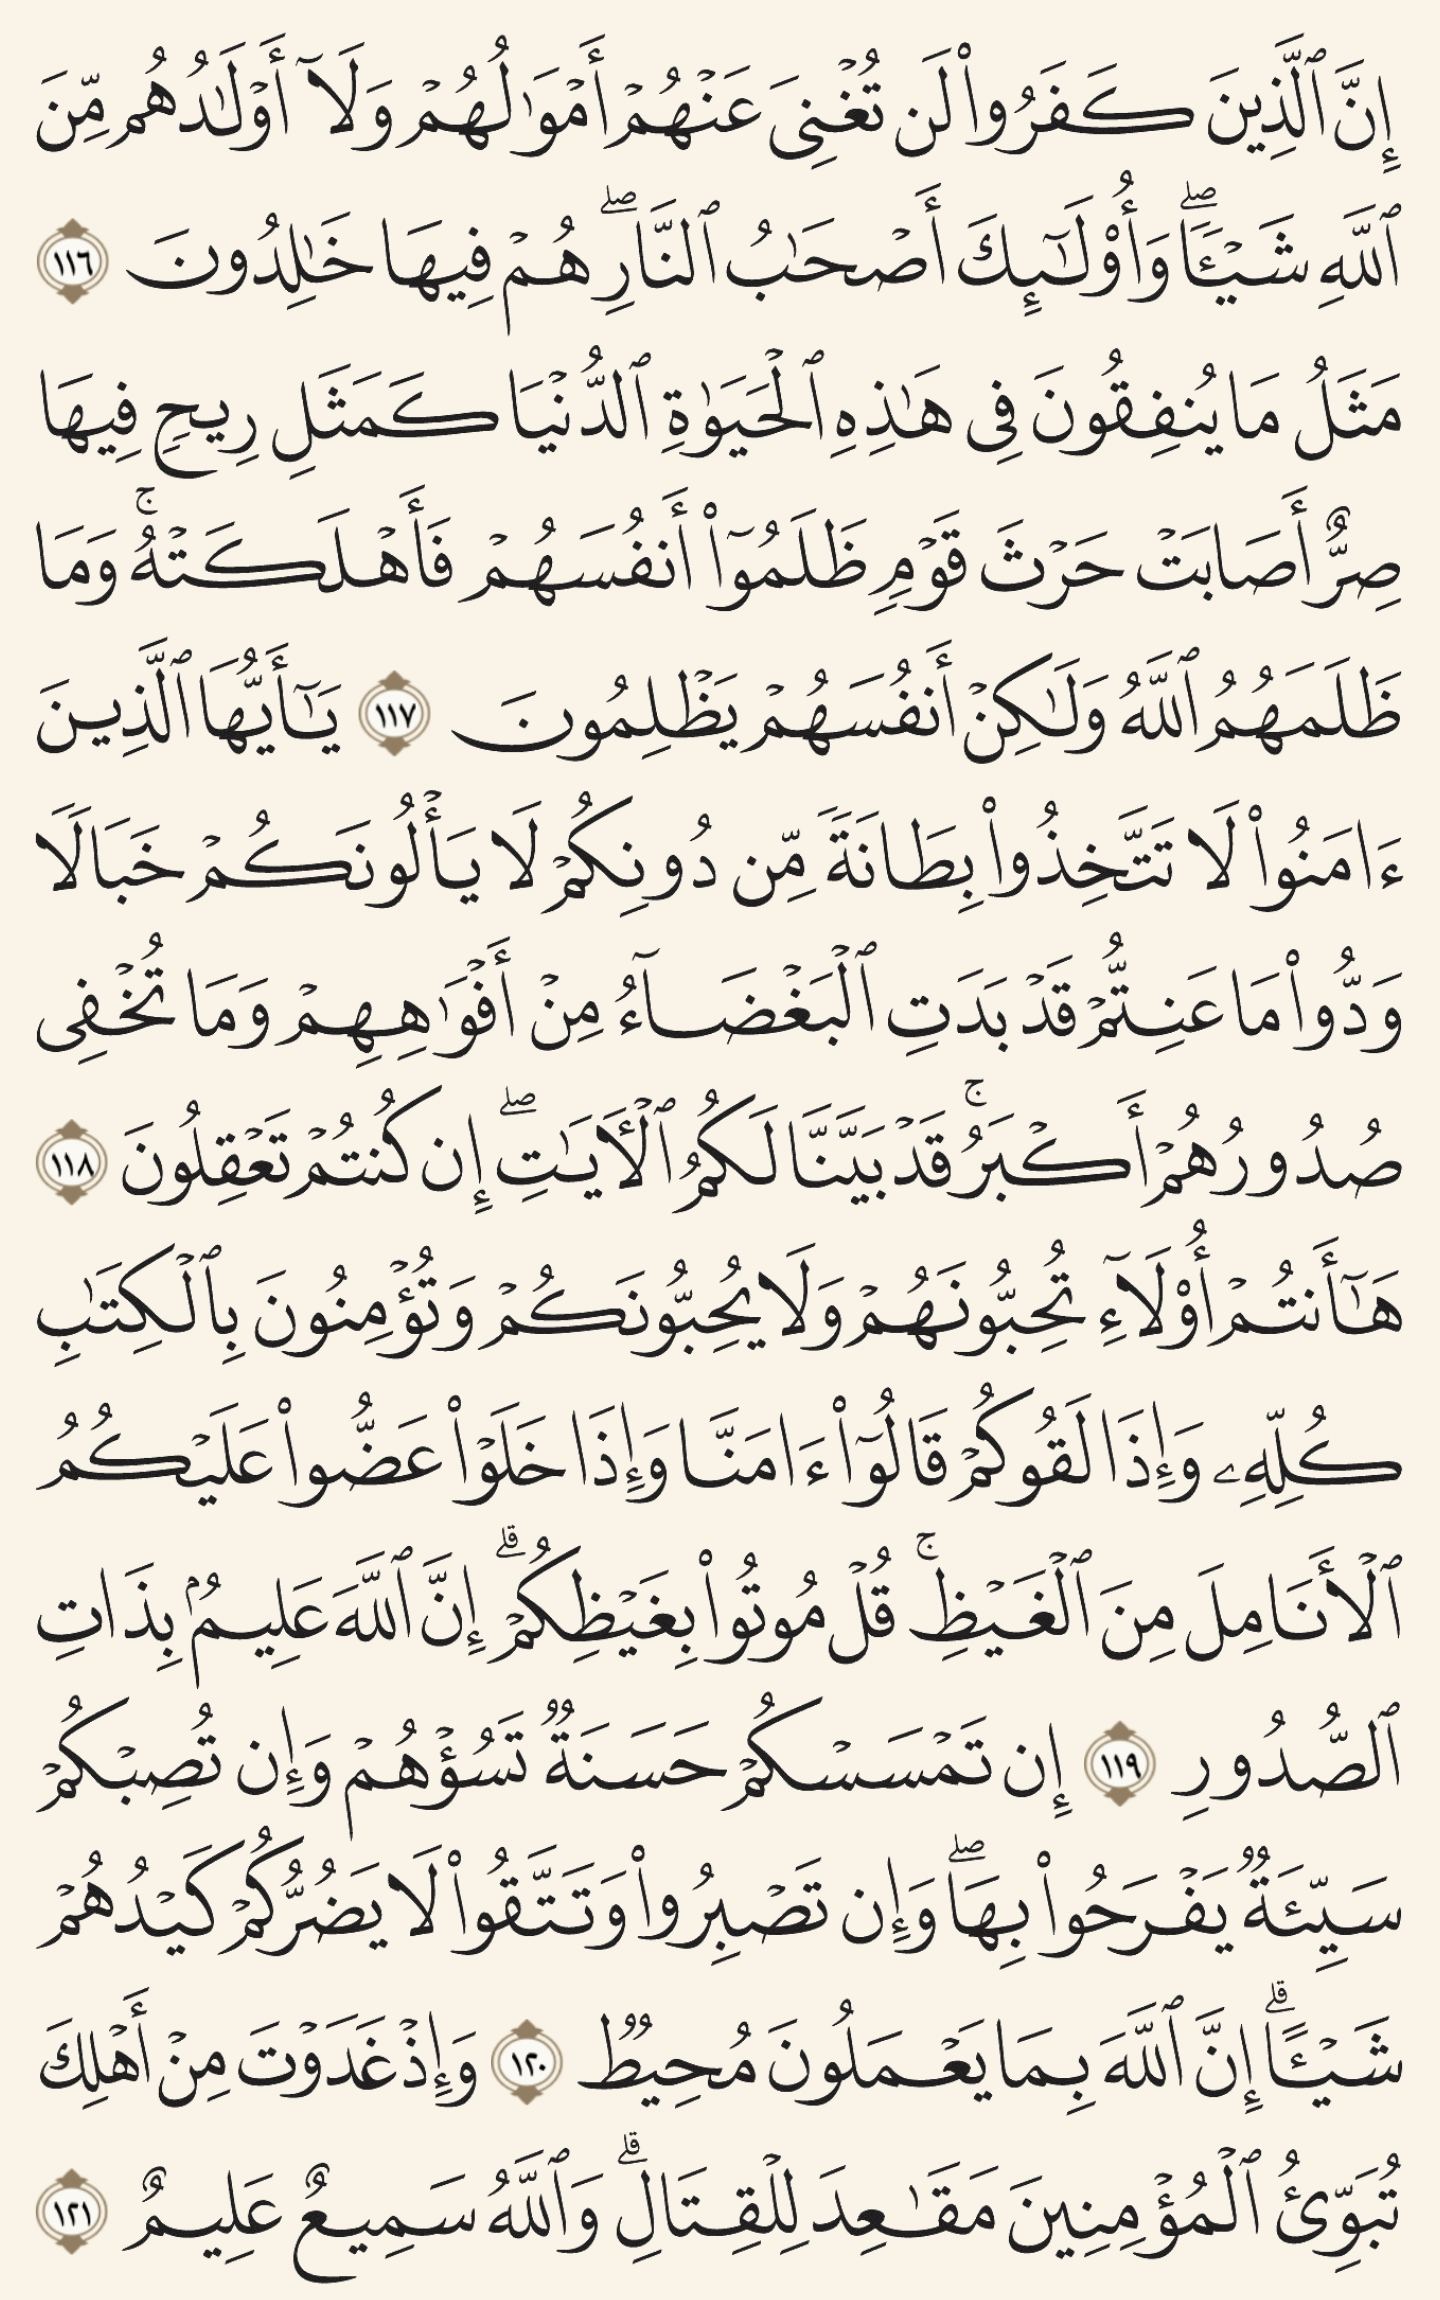 إِنَّ ٱلَّذِينَ كَفَرُوا۟ لَن تُغْنِىَ عَنْهُمْ أَمْوَٰلُهُمْ وَلَآ أَوْلَـٰدُهُم مِّنَ
ٱللَّهِ شَيْـًٔا ۖ وَأُو۟لَـٰٓئِكَ أَصْحَـٰبُ ٱلنَّارِ ۖ هُمْ فِيهَا خَـٰلِدُونَ ١١٦
مَثَلُ مَا يُنفِقُونَ فِى هَـٰذِهِ ٱلْحَيَوٰةِ ٱلدُّنْيَا كَمَثَلِ رِيحٍ فِيهَا
صِرٌّ أَصَابَتْ حَرْثَ قَوْمٍ ظَلَمُوٓا۟ أَنفُسَهُمْ فَأَهْلَكَتْهُ ۚ وَمَا
ظَلَمَهُمُ ٱللَّهُ وَلَـٰكِنْ أَنفُسَهُمْ يَظْلِمُونَ ١١٧ يَـٰٓأَيُّهَا ٱلَّذِينَ
ءَامَنُوا۟ لَا تَتَّخِذُوا۟ بِطَانَةً مِّن دُونِكُمْ لَا يَأْلُونَكُمْ خَبَالًا
وَدُّوا۟ مَا عَنِتُّمْ قَدْ بَدَتِ ٱلْبَغْضَآءُ مِنْ أَفْوَٰهِهِمْ وَمَا تُخْفِى
صُدُورُهُمْ أَكْبَرُ ۚ قَدْ بَيَّنَّا لَكُمُ ٱلْـَٔايَـٰتِ ۖ إِن كُنتُمْ تَعْقِلُونَ ١١٨
هَـٰٓأَنتُمْ أُو۟لَآءِ تُحِبُّونَهُمْ وَلَا يُحِبُّونَكُمْ وَتُؤْمِنُونَ بِٱلْكِتَـٰبِ
كُلِّهِۦ وَإِذَا لَقُوكُمْ قَالُوٓا۟ ءَامَنَّا وَإِذَا خَلَوْا۟ عَضُّوا۟ عَلَيْكُمُ
ٱلْأَنَامِلَ مِنَ ٱلْغَيْظِ ۚ قُلْ مُوتُوا۟ بِغَيْظِكُمْ ۗ إِنَّ ٱللَّهَ عَلِيمٌۢ بِذَاتِ
ٱلصُّدُورِ ١١٩ إِن تَمْسَسْكُمْ حَسَنَةٌ تَسُؤْهُمْ وَإِن تُصِبْكُمْ
سَيِّئَةٌ يَفْرَحُوا۟ بِهَا ۖ وَإِن تَصْبِرُوا۟ وَتَتَّقُوا۟ لَا يَضُرُّكُمْ كَيْدُهُمْ
شَيْـًٔا ۗ إِنَّ ٱللَّهَ بِمَا يَعْمَلُونَ مُحِيطٌ ١٢٠ وَإِذْ غَدَوْتَ مِنْ أَهْلِكَ
تُبَوِّئُ ٱلْمُؤْمِنِينَ مَقَـٰعِدَ لِلْقِتَالِ ۗ وَٱللَّهُ سَمِيعٌ عَلِيمٌ ١٢١